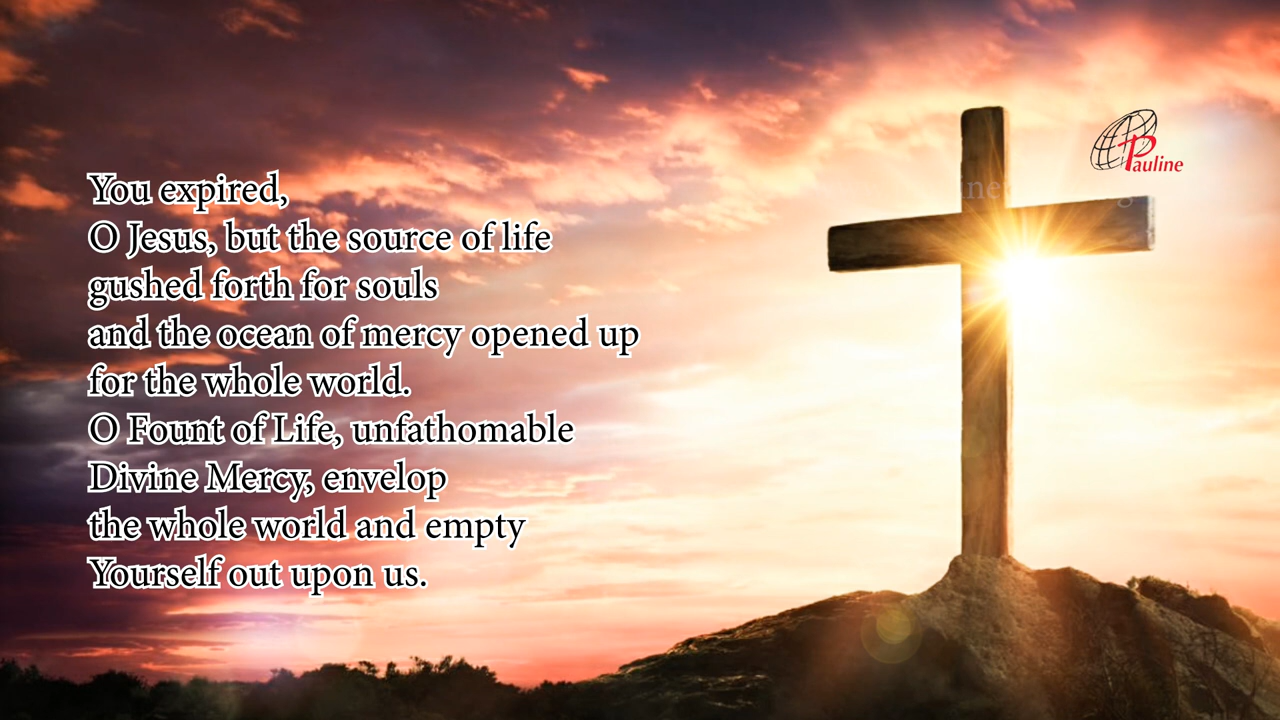 You expired,
O Jesus, but the source of life
gushed forth for souls
and the ocean of mercy opened up
for the whole world.
O Fount of Life, unfathomable
Divine Mercy, envelop
the whole world and empty
Yourself out upon us.
Pauline